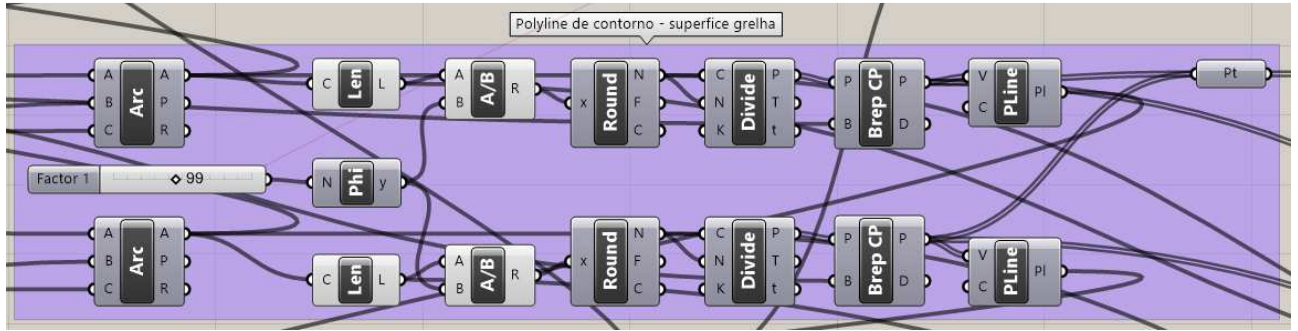 Polyline de contorno - superfice grelha
A B C Arc A P R
C Len L
A B A/B R
x Round N F C
C N K Divide P T t
P B Brep CP P D
V C PLine Pl
Pt
Factor 1 99
N Phi y
A B C Arc A P R
C Len L
A B A/B R
x Round N F C
C N K Divide P T t
P B Brep CP P D
V C PLine Pl